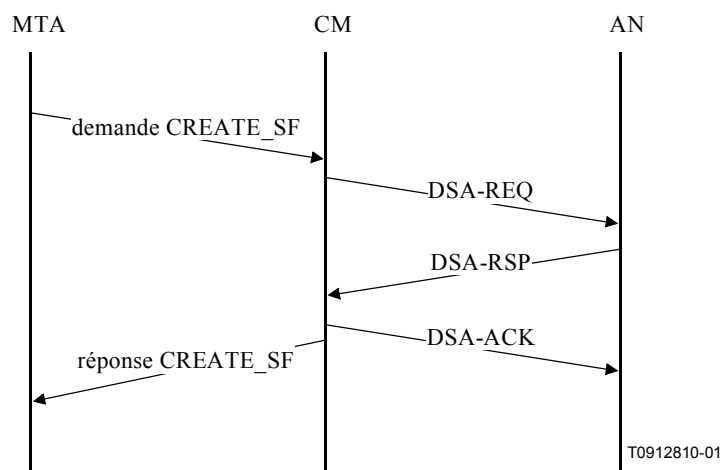 MTA CM AN
demande CREATE_SF
DSA-REQ
DSA-RSP
DSA-ACK
réponse CREATE_SF
T0912810-01